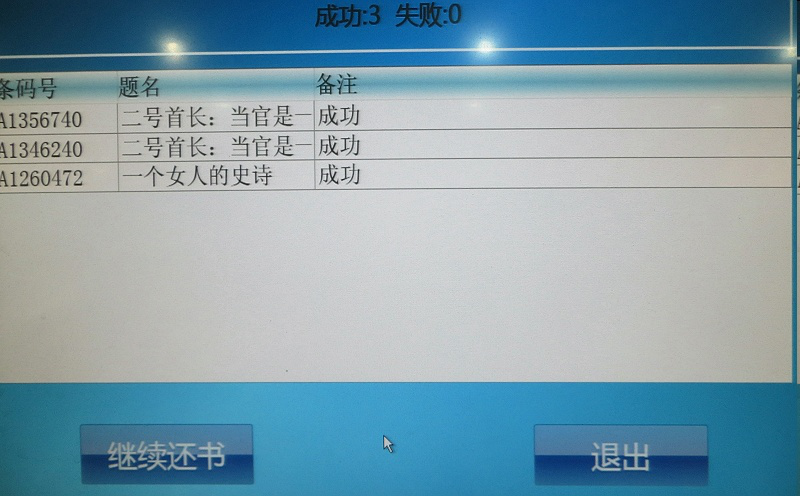 成功:3 失败:0
条码号 题名 备注
A1356740 二号首长：当官是一 成功
A1346240 二号首长：当官是一 成功
A1260472 一个女人的史诗 成功
继续还书 退出